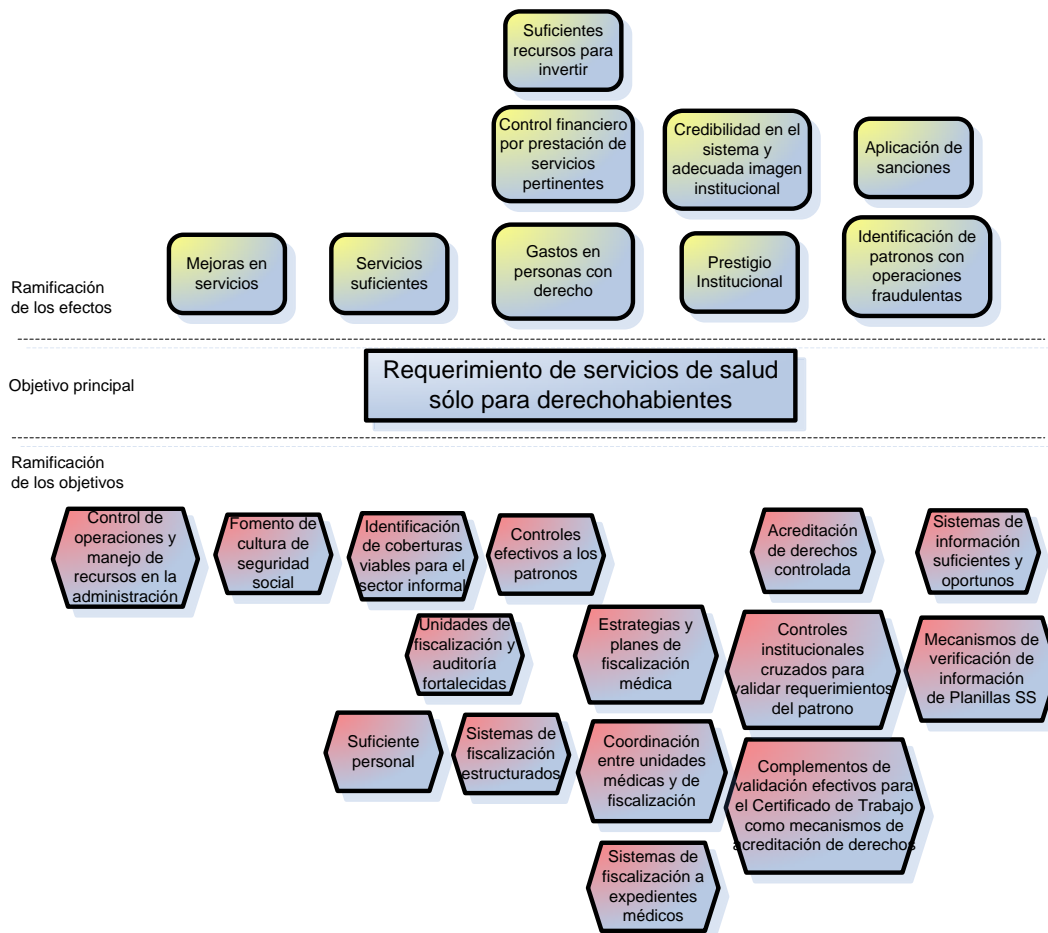 Suficientes
recursos para
invertir
Control financiero
por prestación de
servicios
pertinentes
Credibilidad en el
sistema y
adecuada imagen
institucional
Aplicación de
sanciones
Mejoras en
servicios
Servicios
suficientes
Gastos en
personas con
derecho
Prestigio
Institucional
Identificación de
patronos con
operaciones
fraudulentas
Ramificación
de los efectos
Objetivo principal
Requerimiento de servicios de salud
sólo para derechohabientes
Ramificación
de los objetivos
Control de
operaciones y
manejo de
recursos en la
administración
Fomento de
cultura de
seguridad
social
Identificación
de coberturas
viables para el
sector informal
Controles
efectivos a los
patronos
Acreditación
de derechos
controlada
Sistemas de
información
suficientes y
oportunos
Unidades de
fiscalización y
auditoría
fortalecidas
Estrategias y
planes de
fiscalización
médica
Controles
institucionales
cruzados para
validar requerimientos
del patrono
Mecanismos de
verificación de
información
de Planillas SS
Suficiente
personal
Sistemas de
fiscalización
estructurados
Coordinación
entre unidades
médicas y de
fiscalización
Complementos de
validación efectivos para
el Certificado de Trabajo
como mecanismos de
acreditación de derechos
Sistemas de
fiscalización a
expedientes
médicos